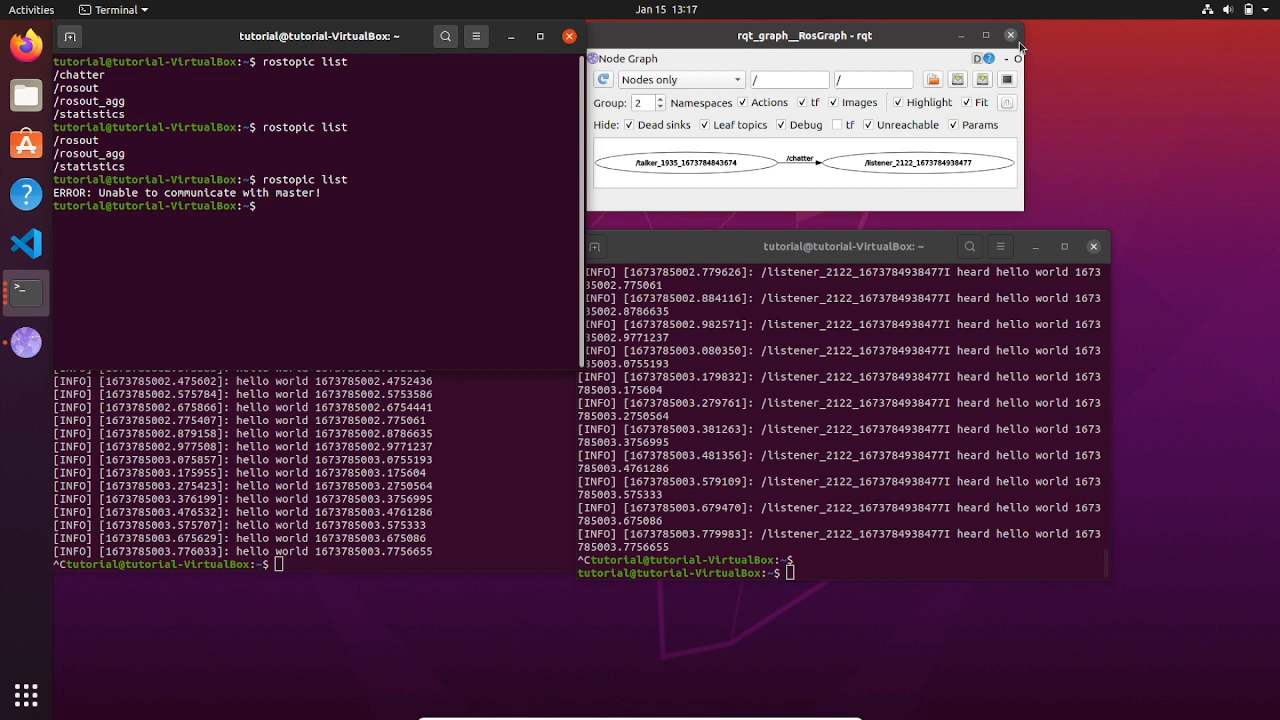 Activities
Terminal
Jan 15 13:17
tutorial@tutorial-VirtualBox: ~
tutorial@tutorial-VirtualBox:~$ rostopic list
/chatter
/rosout
/rosout_agg
/statistics
tutorial@tutorial-VirtualBox:~$ rostopic list
/rosout
/rosout_agg
/statistics
tutorial@tutorial-VirtualBox:~$ rostopic list
ERROR: Unable to communicate with master!
tutorial@tutorial-VirtualBox:~$
rqt_graph__RosGraph - rqt
Node Graph
D
- O
Nodes only
/
/
Group: 2 Namespaces Actions tf Images Highlight Fit
Hide: Dead sinks Leaf topics Debug tf Unreachable Params
/talker_1935_1673784843674
/chatter
/listener_2122_1673784938477
[INFO] [1673785002.475602]: hello world 1673785002.4752436
[INFO] [1673785002.575784]: hello world 1673785002.5753586
[INFO] [1673785002.675866]: hello world 1673785002.6754441
[INFO] [1673785002.775407]: hello world 1673785002.775061
[INFO] [1673785002.879158]: hello world 1673785002.8786635
[INFO] [1673785002.977508]: hello world 1673785002.9771237
[INFO] [1673785003.075857]: hello world 1673785003.0755193
[INFO] [1673785003.175955]: hello world 1673785003.175604
[INFO] [1673785003.275423]: hello world 1673785003.2750564
[INFO] [1673785003.376199]: hello world 1673785003.3756995
[INFO] [1673785003.476532]: hello world 1673785003.4761286
[INFO] [1673785003.575707]: hello world 1673785003.575333
[INFO] [1673785003.675629]: hello world 1673785003.675086
[INFO] [1673785003.776033]: hello world 1673785003.7756655
^Ctutorial@tutorial-VirtualBox:~$
tutorial@tutorial-VirtualBox: ~
INFO] [1673785002.779626]: /listener_2122_1673784938477I heard hello world 1673
85002.775061
INFO] [1673785002.884116]: /listener_2122_1673784938477I heard hello world 1673
85002.8786635
INFO] [1673785002.982571]: /listener_2122_1673784938477I heard hello world 1673
85002.9771237
INFO] [1673785003.080350]: /listener_2122_1673784938477I heard hello world 1673
85003.0755193
[INFO] [1673785003.179832]: /listener_2122_1673784938477I heard hello world 1673
785003.175604
[INFO] [1673785003.279761]: /listener_2122_1673784938477I heard hello world 1673
785003.2750564
[INFO] [1673785003.381263]: /listener_2122_1673784938477I heard hello world 1673
785003.3756995
[INFO] [1673785003.481356]: /listener_2122_1673784938477I heard hello world 1673
785003.4761286
[INFO] [1673785003.579109]: /listener_2122_1673784938477I heard hello world 1673
785003.575333
[INFO] [1673785003.679470]: /listener_2122_1673784938477I heard hello world 1673
785003.675086
[INFO] [1673785003.779983]: /listener_2122_1673784938477I heard hello world 1673
785003.7756655
^Ctutorial@tutorial-VirtualBox:~$
tutorial@tutorial-VirtualBox:~$